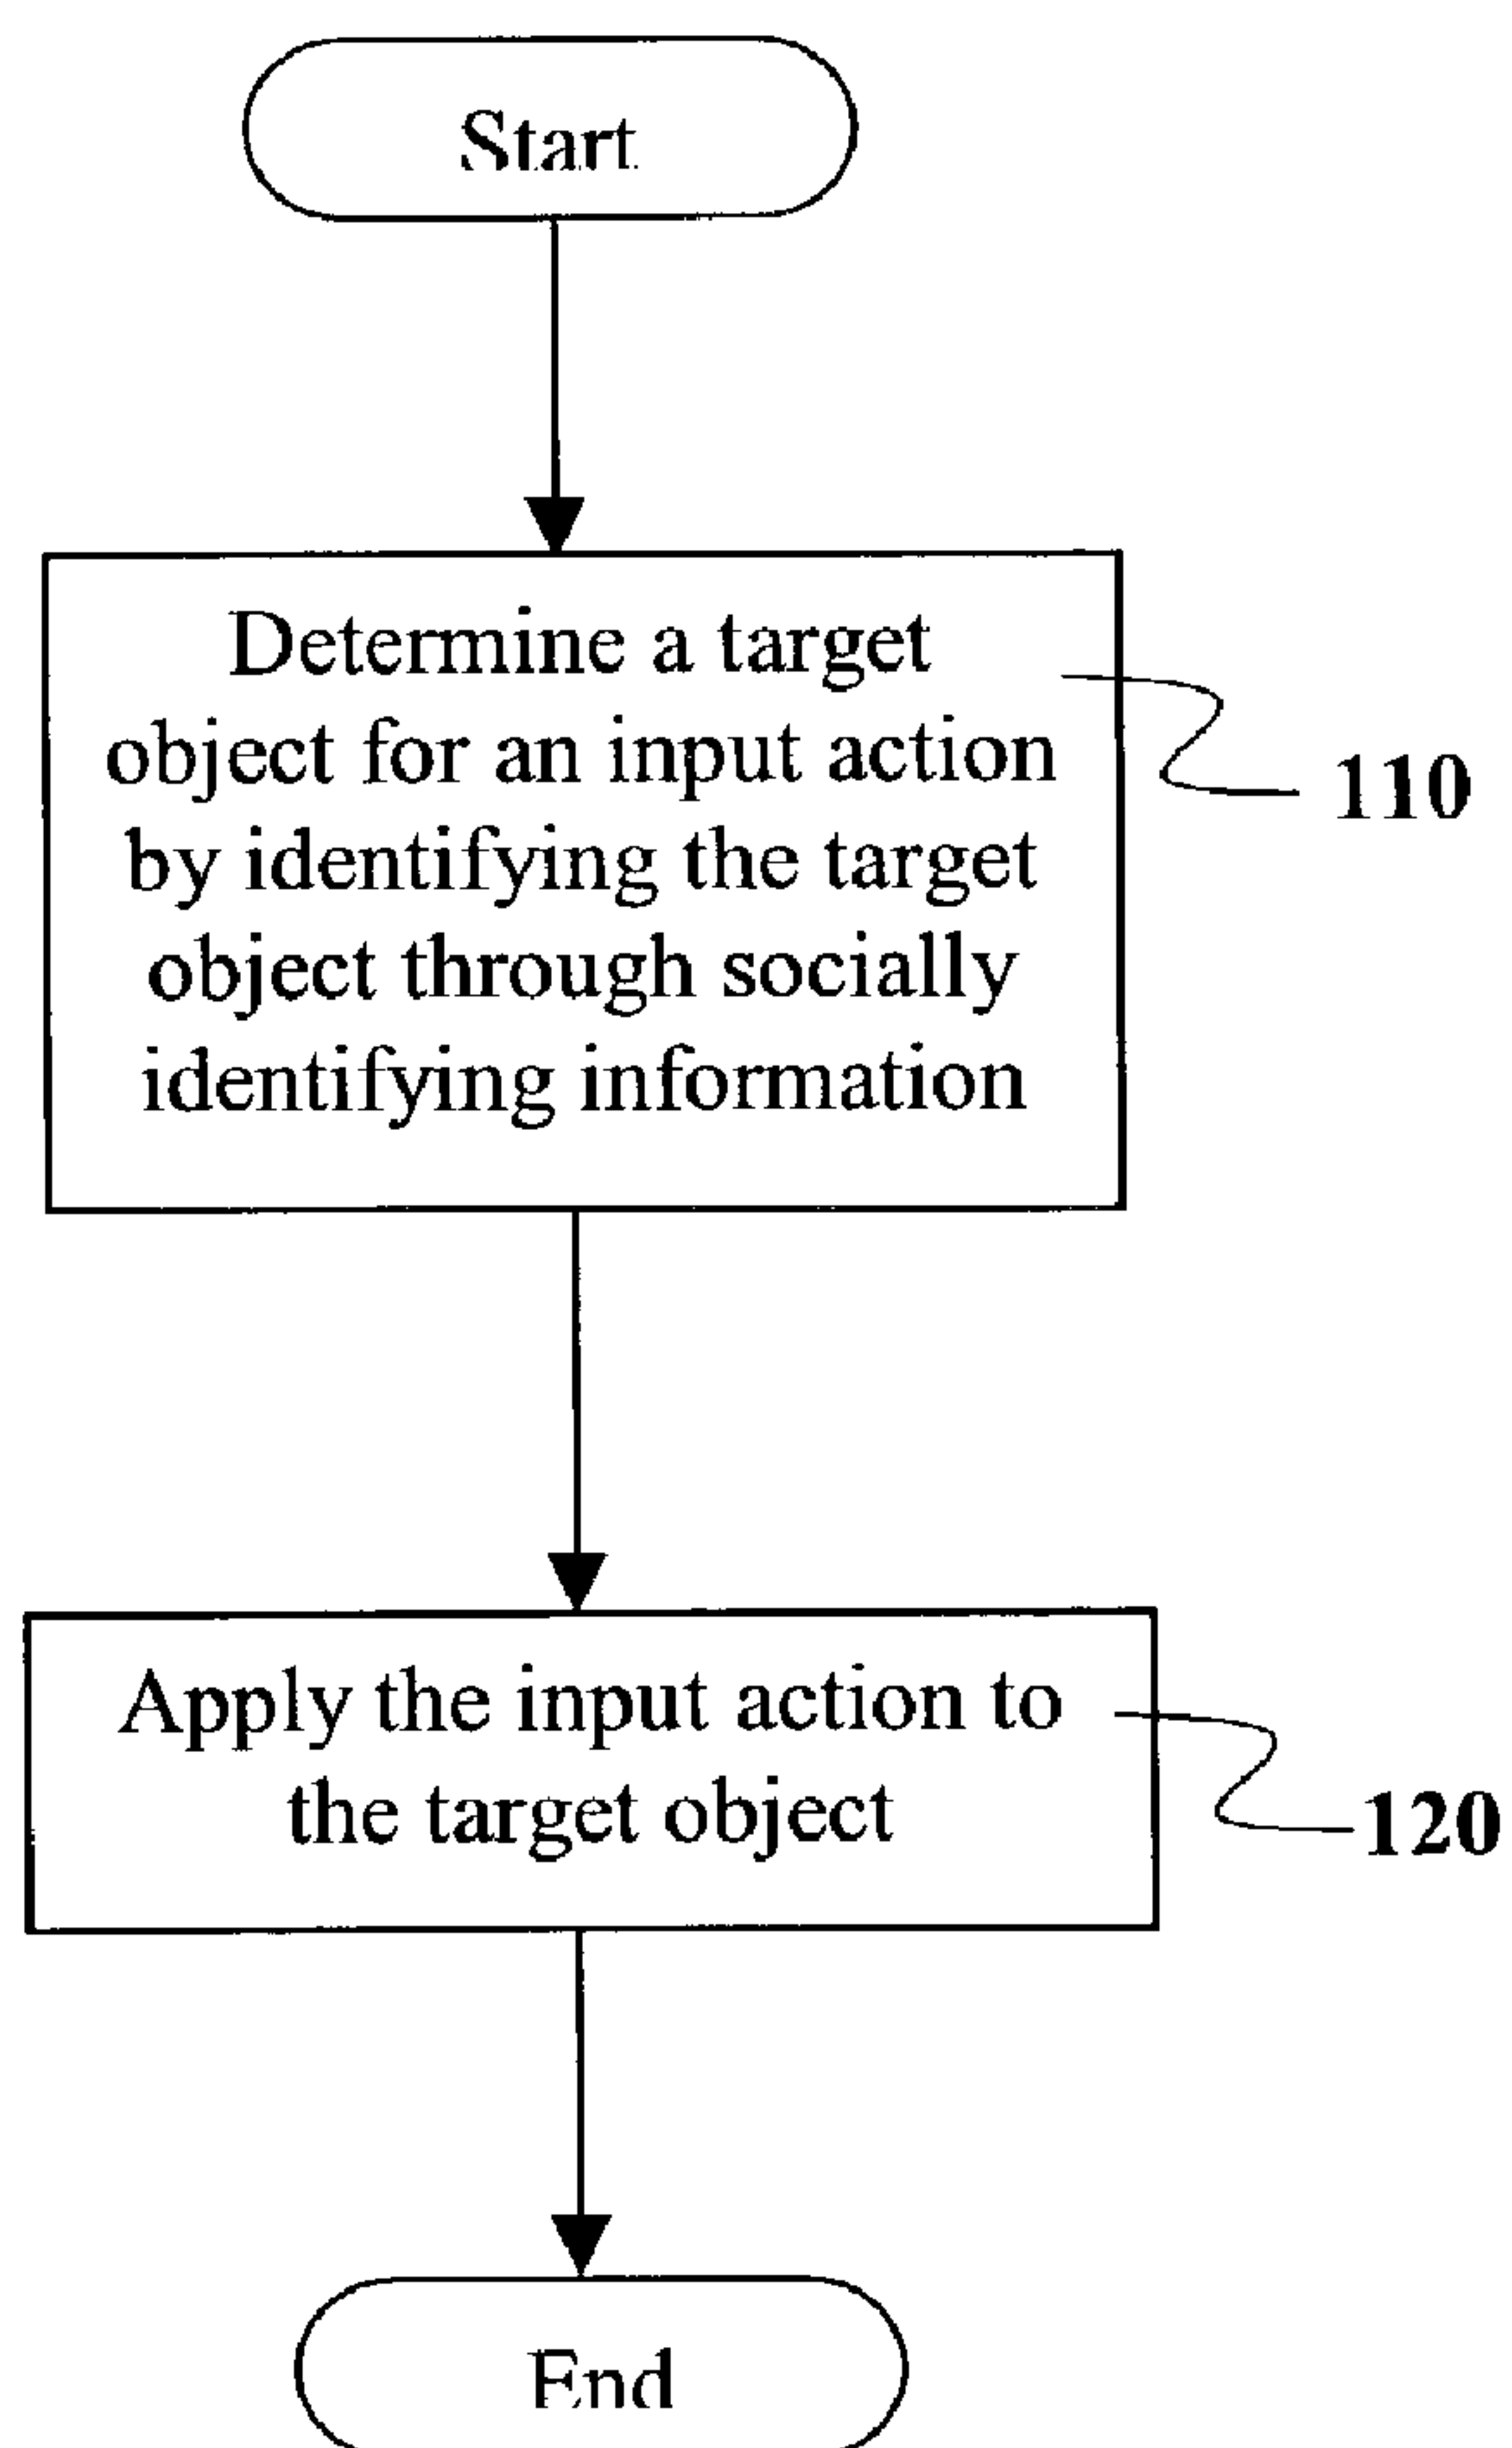 Start
Determine a target
object for an input action
by identifying the target
object through socially
identifying information
110
Apply the input action to
the target object
120
End